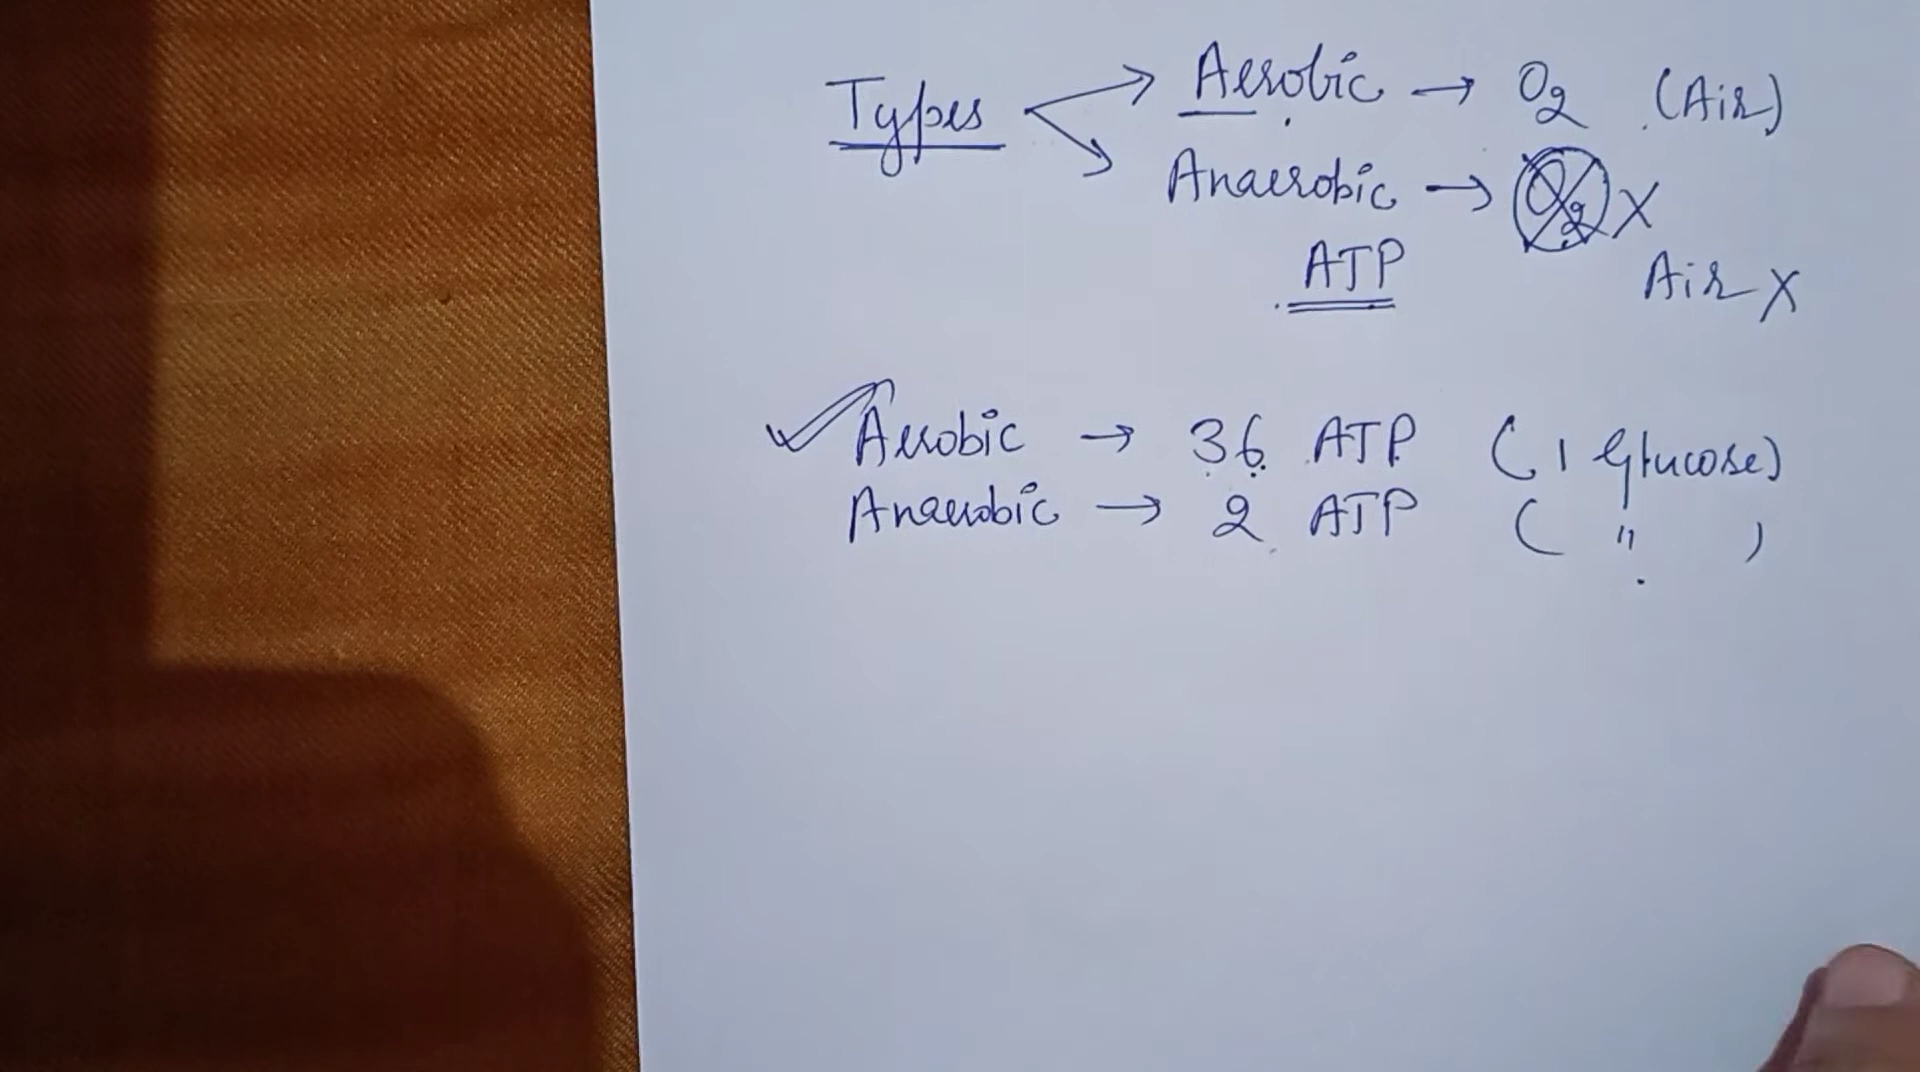 Types → Aerobic → O2 (Air)
→ Anaerobic → O2 X
ATP Air X
Aerobic → 36 ATP (1 Glucose)
Anaerobic → 2 ATP ( " )